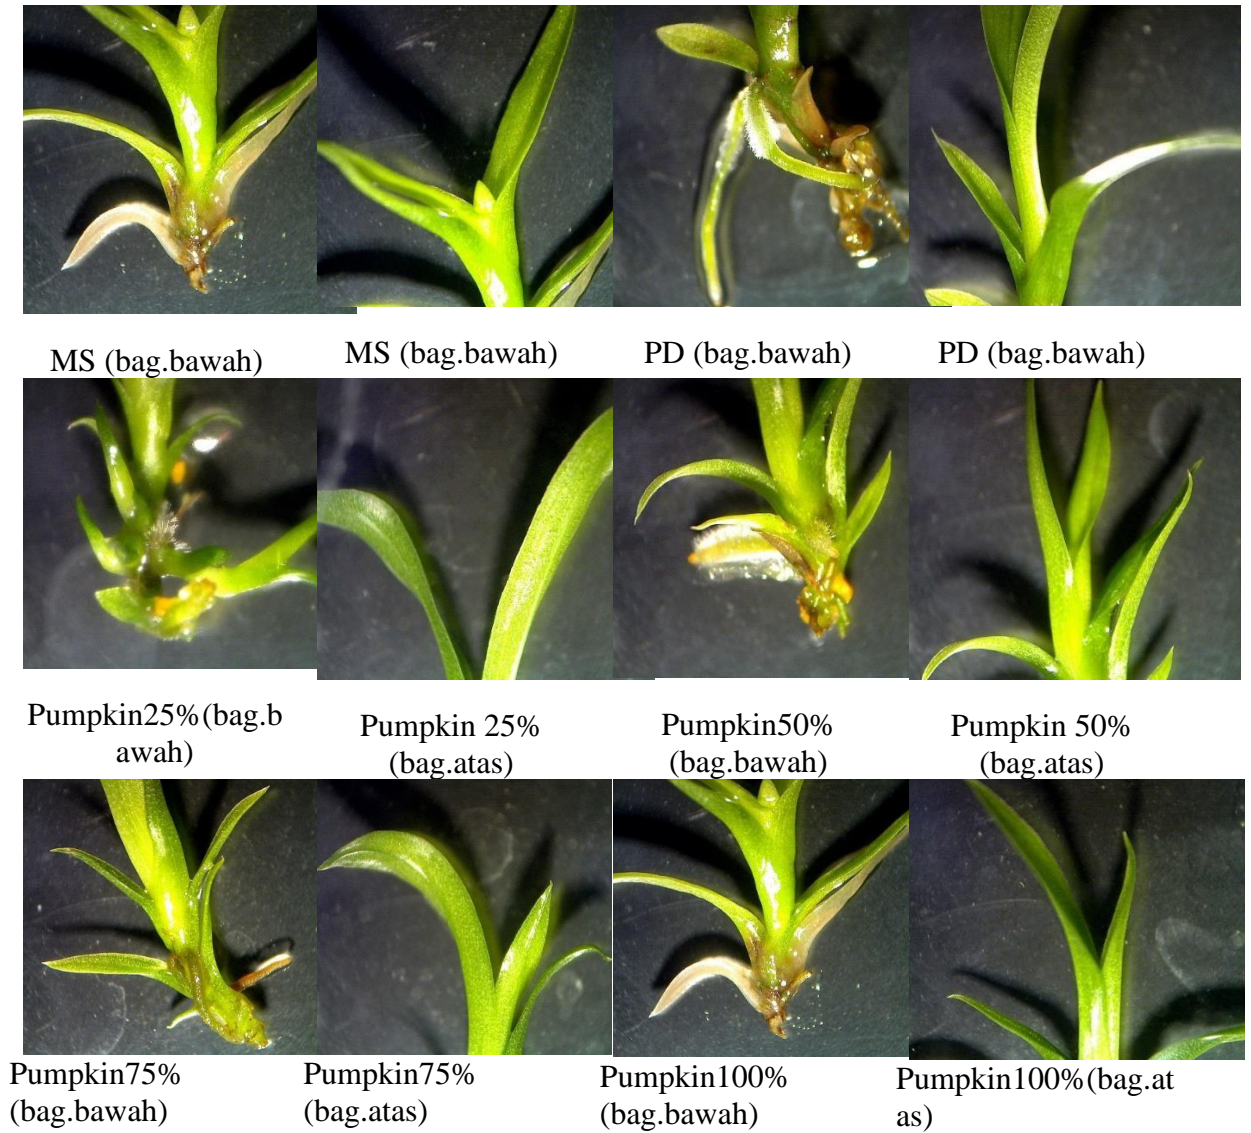 MS (bag.bawah)
MS (bag.bawah)
PD (bag.bawah)
PD (bag.bawah)
Pumpkin25%(bag.b
awah)
Pumpkin 25%
(bag.atas)
Pumpkin50%
(bag.bawah)
Pumpkin 50%
(bag.atas)
Pumpkin75%
(bag.bawah)
Pumpkin75%
(bag.atas)
Pumpkin100%
(bag.bawah)
Pumpkin100%(bag.at
as)